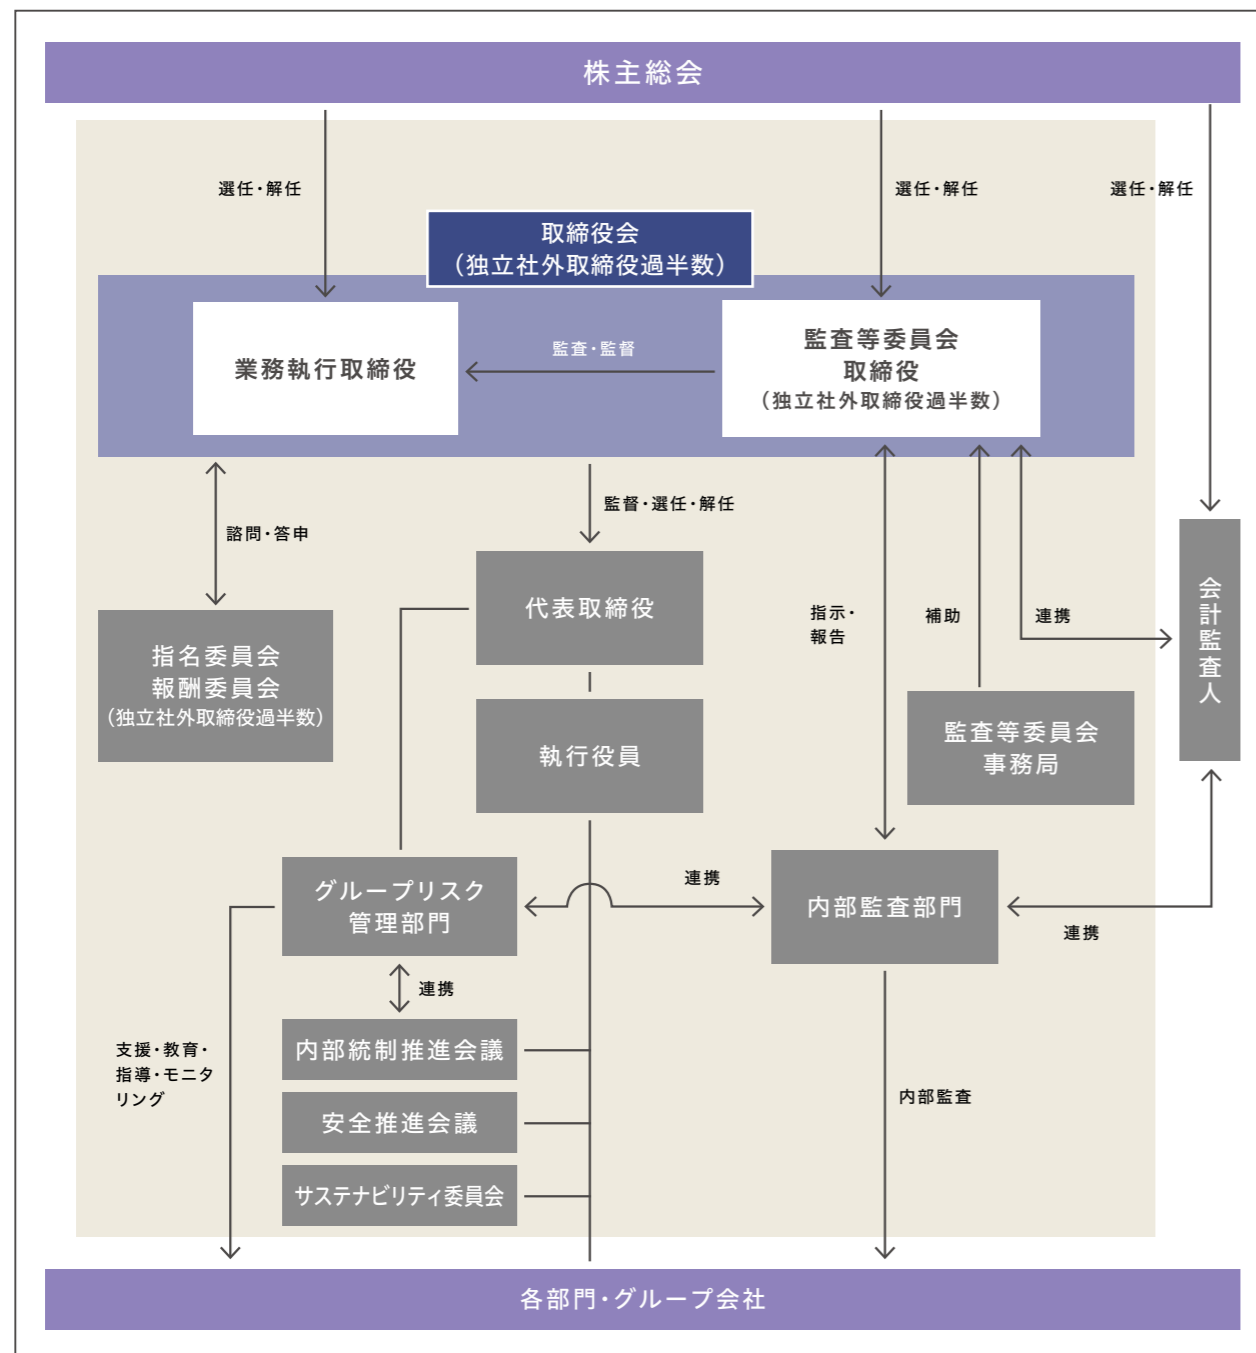 株主総会
選任・解任
選任・解任
選任・解任
取締役会
（独立社外取締役過半数）
業務執行取締役
監査・監督
監査等委員会
取締役
（独立社外取締役過半数）
監督・選任・解任
諮問・答申
代表取締役
指示・
報告
補助
連携
会計監査人
指名委員会
報酬委員会
（独立社外取締役過半数）
執行役員
監査等委員会
事務局
グループリスク
管理部門
連携
内部監査部門
連携
連携
内部統制推進会議
支援・教育・
指導・モニタ
リング
安全推進会議
内部監査
サステナビリティ委員会
各部門・グループ会社